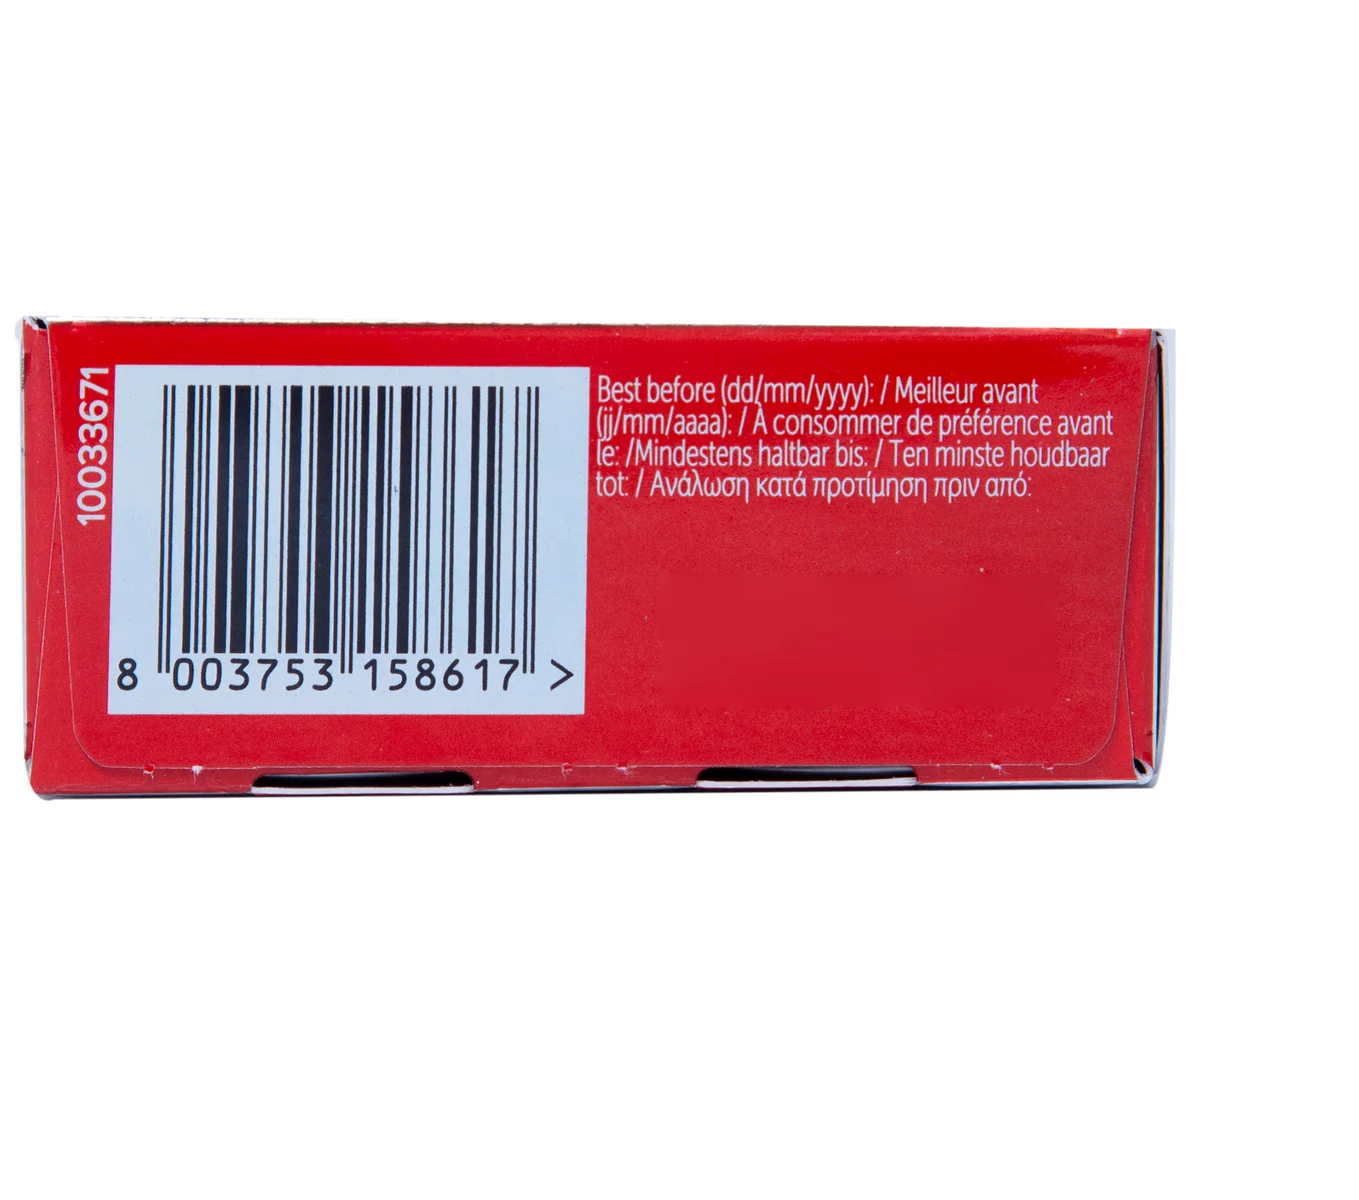 10033671
Best before (dd/mm/yyyy): / Meilleur avant
(jj/mm/aaaa): / À consommer de préférence avant
le: /Mindestens haltbar bis: / Ten minste houdbaar
tot: / Ανάλωση κατά προτίμηση πριν από:
8 003753 158617 >